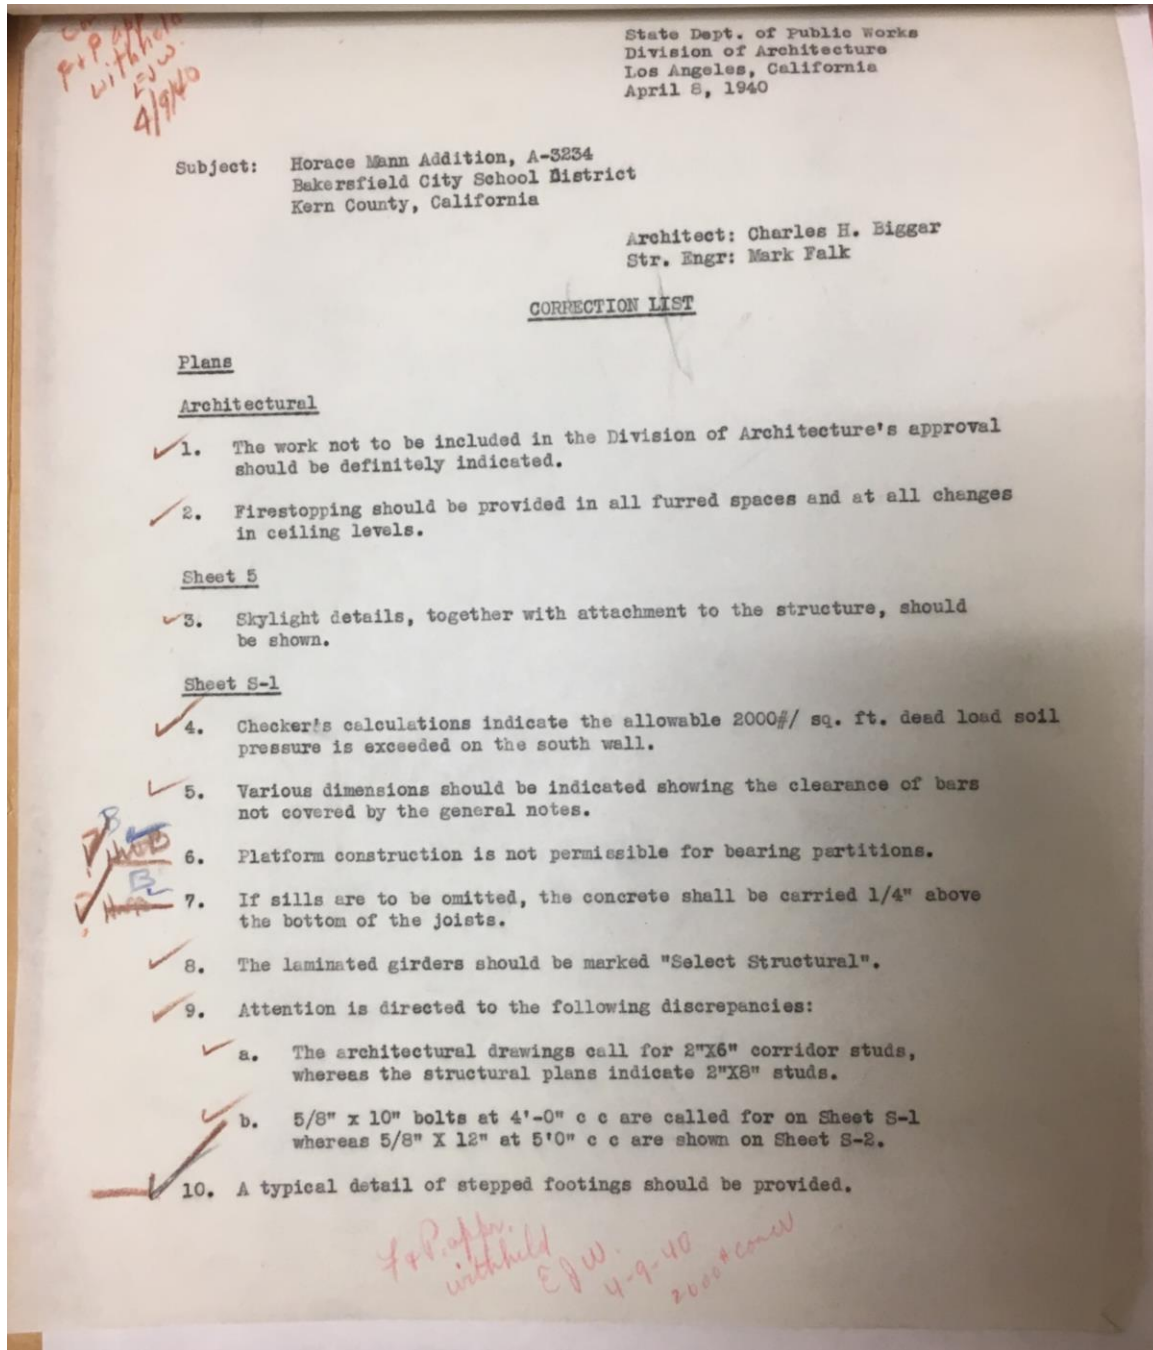 F & P. app
withheld
EJW.
4/9/40
State Dept. of Public Works
Division of Architecture
Los Angeles, California
April 8, 1940
Subject: Horace Mann Addition, A-3234
Bakersfield City School District
Kern County, California
Architect: Charles H. Biggar
Str. Engr: Mark Falk
CORRECTION LIST
Plans
Architectural
1. The work not to be included in the Division of Architecture's approval
should be definitely indicated.
2. Firestopping should be provided in all furred spaces and at all changes
in ceiling levels.
Sheet 5
3. Skylight details, together with attachment to the structure, should
be shown.
Sheet S-1
4. Checker's calculations indicate the allowable 2000#/ sq. ft. dead load soil
pressure is exceeded on the south wall.
5. Various dimensions should be indicated showing the clearance of bars
not covered by the general notes.
B
6. Platform construction is not permissible for bearing partitions.
B
7. If sills are to be omitted, the concrete shall be carried 1/4" above
the bottom of the joists.
8. The laminated girders should be marked "Select Structural".
9. Attention is directed to the following discrepancies:
a. The architectural drawings call for 2"X6" corridor studs,
whereas the structural plans indicate 2"X8" studs.
b. 5/8" x 10" bolts at 4'-0" c c are called for on Sheet S-1
whereas 5/8" X 12" at 5'0" c c are shown on Sheet S-2.
10. A typical detail of stepped footings should be provided.
F & P. appr.
withheld
EJW.
4-9-40
2000#